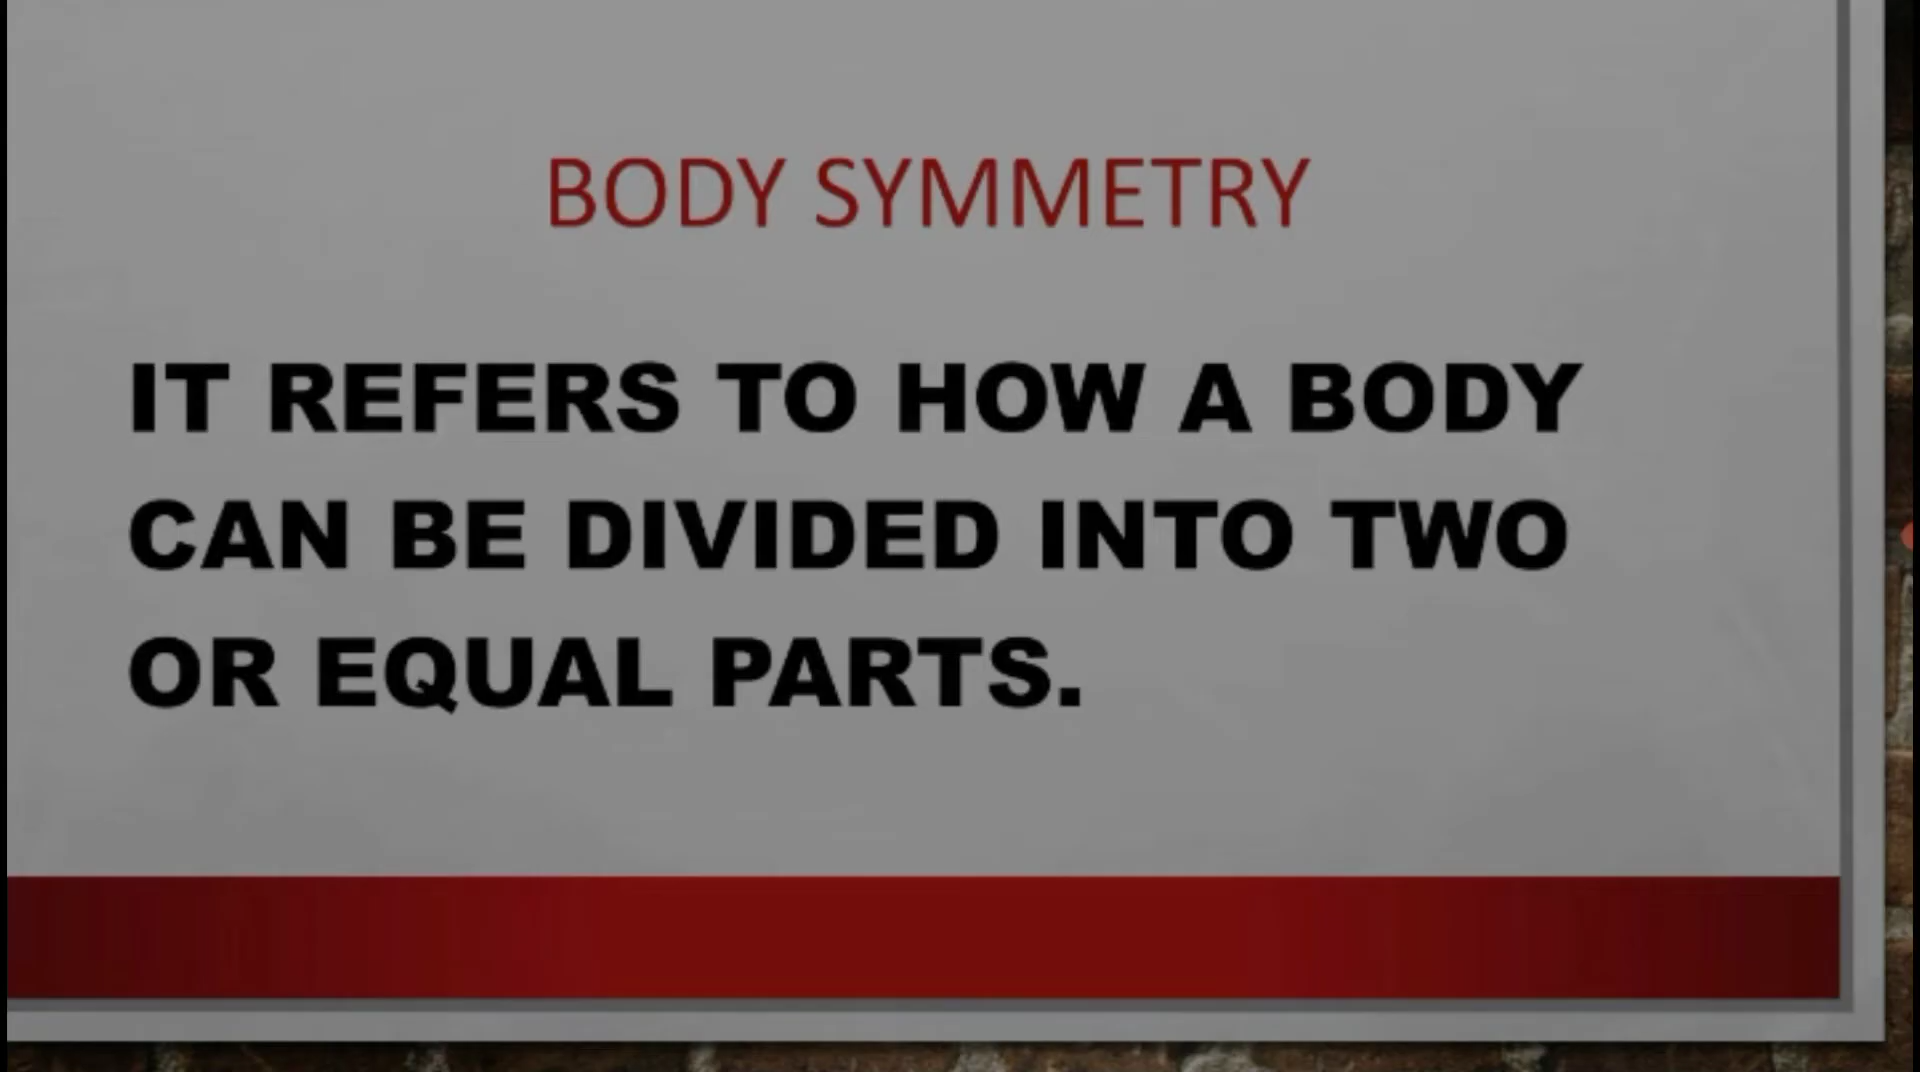 BODY SYMMETRY
IT REFERS TO HOW A BODY
CAN BE DIVIDED INTO TWO
OR EQUAL PARTS.